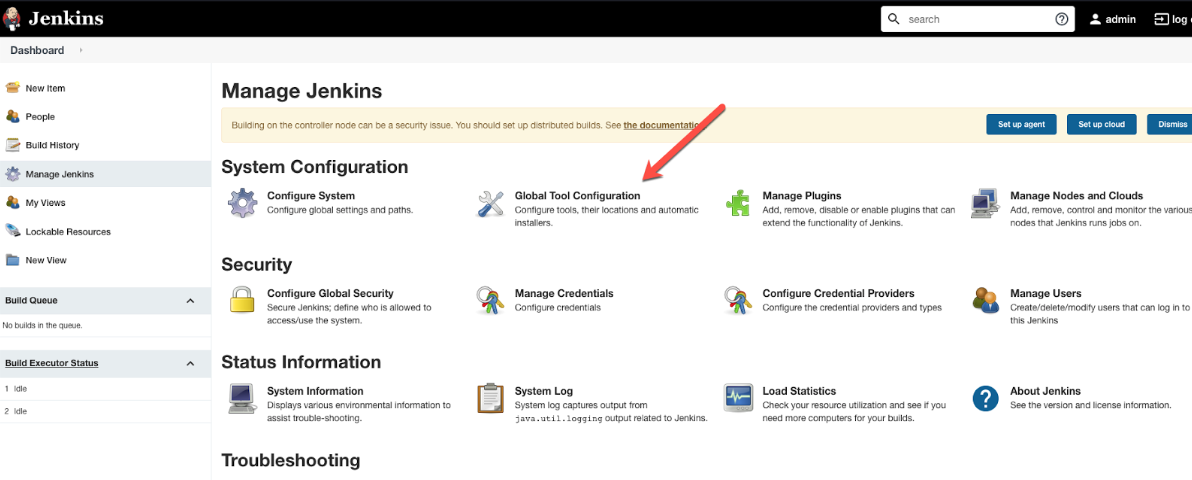 Jenkins
search
admin
log
Dashboard
New Item
People
Build History
Manage Jenkins
My Views
Lockable Resources
New View
Build Queue
No builds in the queue.
Build Executor Status
1 Idle
2 Idle
Manage Jenkins
Building on the controller node can be a security issue. You should set up distributed builds. See the documentation
Set up agent
Set up cloud
Dismiss
System Configuration
Configure System
Configure global settings and paths.
Global Tool Configuration
Configure tools, their locations and automatic
installers.
Manage Plugins
Add, remove, disable or enable plugins that can
extend the functionality of Jenkins.
Manage Nodes and Clouds
Add, remove, control and monitor the various
nodes that Jenkins runs jobs on.
Security
Configure Global Security
Secure Jenkins; define who is allowed to
access/use the system.
Manage Credentials
Configure credentials
Configure Credential Providers
Configure the credential providers and types
Manage Users
Create/delete/modify users that can log in to
this Jenkins
Status Information
System Information
Displays various environmental information to
assist trouble-shooting.
System Log
System log captures output from
java.util.logging output related to Jenkins.
Load Statistics
Check your resource utilization and see if you
need more computers for your builds.
About Jenkins
See the version and license information.
Troubleshooting